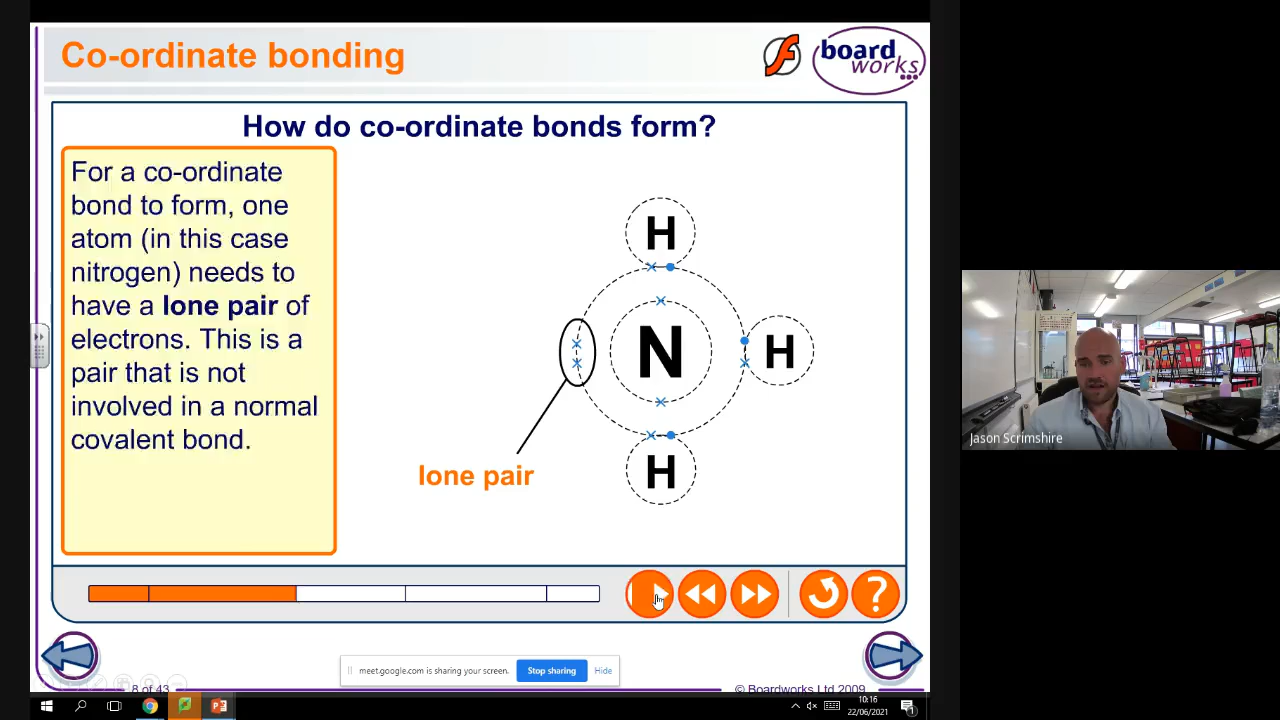 Co-ordinate bonding
board
works
How do co-ordinate bonds form?
For a co-ordinate
bond to form, one
atom (in this case
nitrogen) needs to
have a lone pair of
electrons. This is a
pair that is not
involved in a normal
covalent bond.
H
N
H
H
lone pair
?
Jason Scrimshire
meet.google.com is sharing your screen.
Stop sharing
Hide
8 of 43
© Boardworks Ltd 2009
10:16
22/06/2021
1